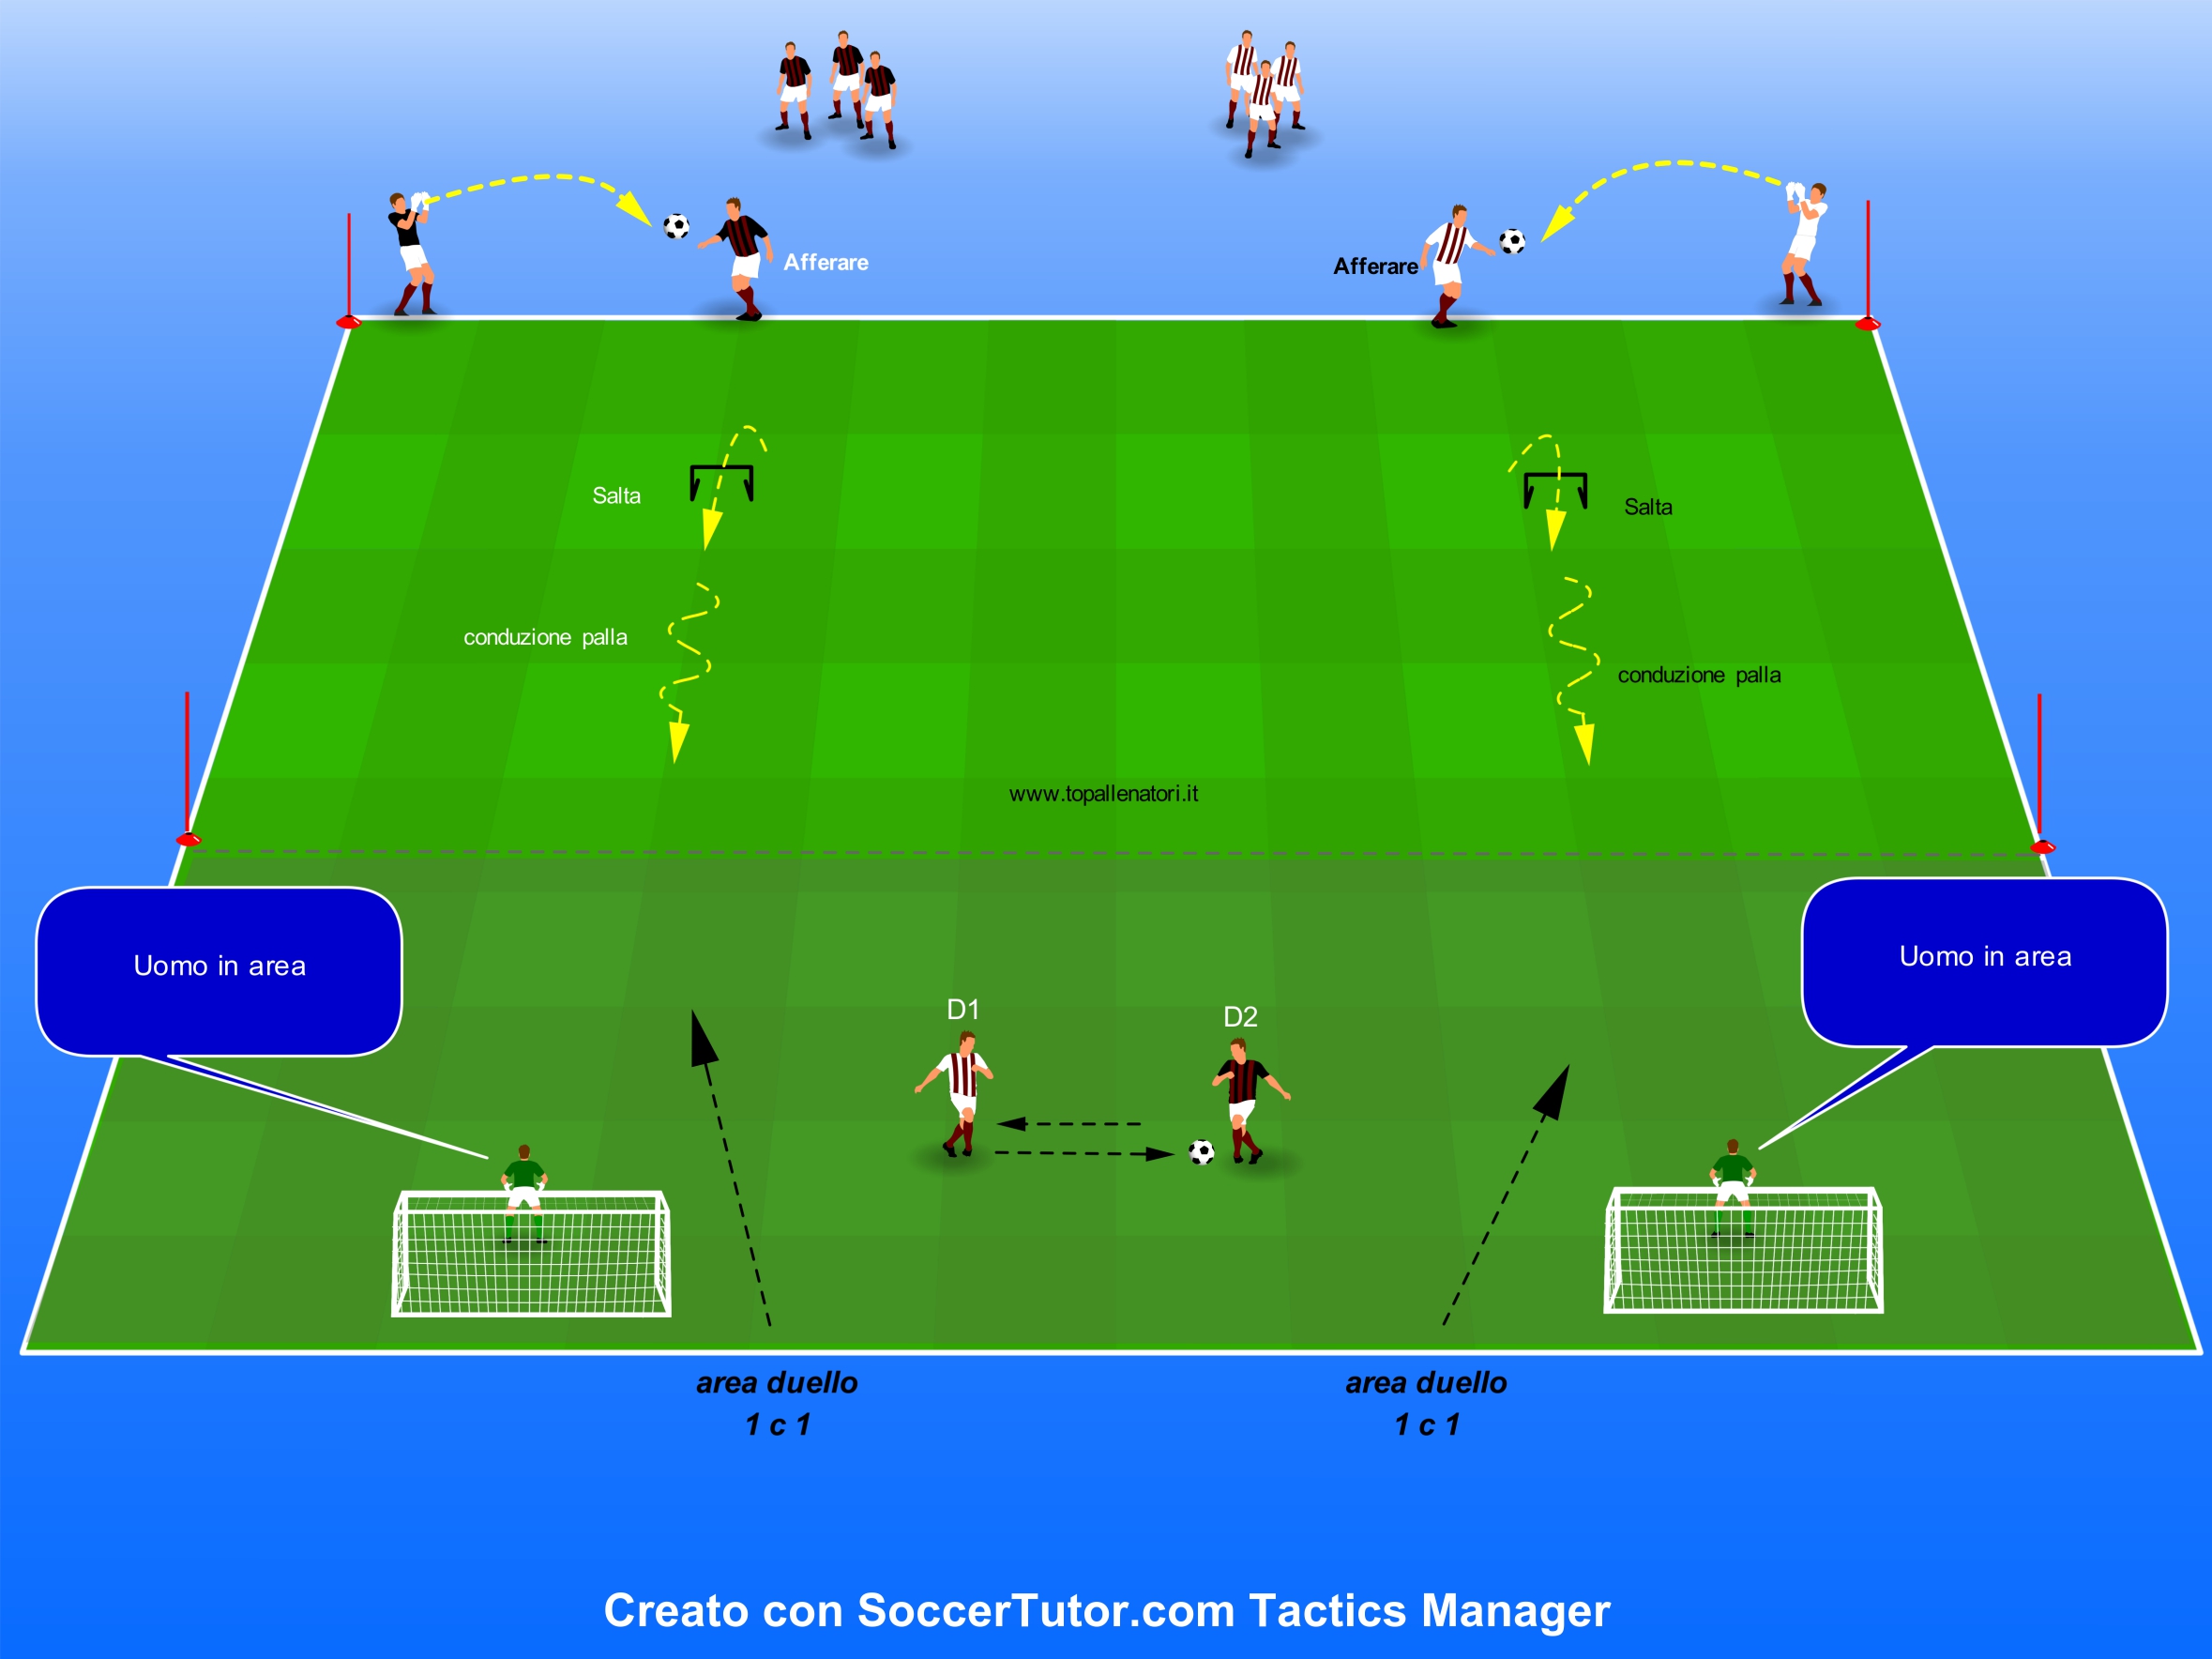 Afferare
Afferare
Salta
Salta
conduzione palla
conduzione palla
www.topallenatori.it
Uomo in area
Uomo in area
D1
D2
area duello
1 c 1
area duello
1 c 1
Creato con SoccerTutor.com Tactics Manager